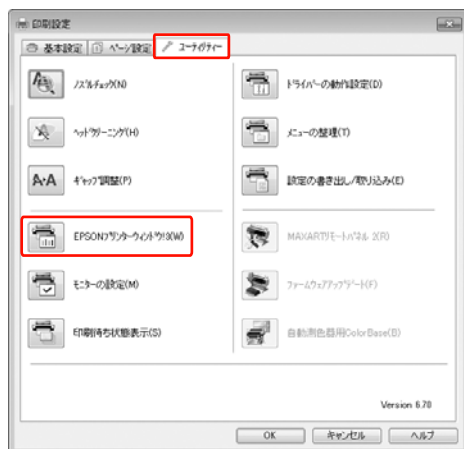 印刷設定
基本設定 ページ設定 ユーティリティー
ノズルチェック(N)
ドライバーの動作設定(D)
ヘッドクリーニング(H)
メニューの整理(T)
ギャップ調整(P)
設定の書き出し/取り込み(E)
EPSONプリンターウィンドウ!3(W)
MAXARTリモートパネル 2(R)
モニターの設定(M)
ファームウェアアップデート(F)
印刷待ち状態表示(S)
自動測色器用ColorBase(B)
Version 6.70
OK キャンセル ヘルプ